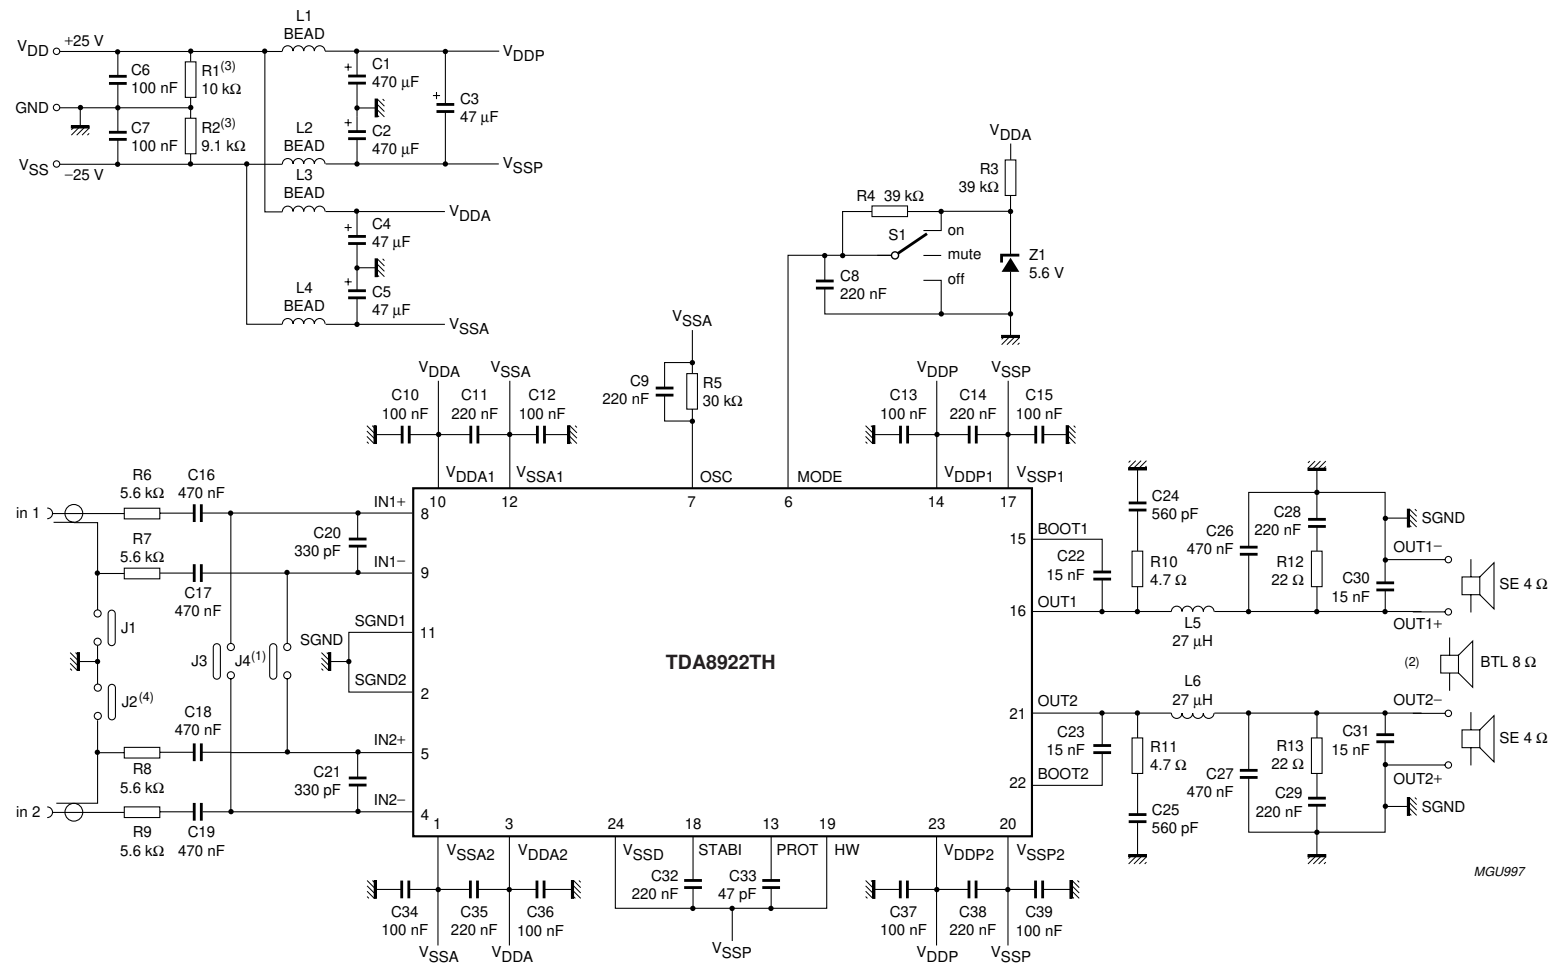 L1
BEAD
VDD +25 V
VDDP
C6
100 nF
R1(3)
10 kΩ
+ C1
470 μF
GND
+ C3
47 μF
C7
100 nF
R2(3)
9.1 kΩ
L2
BEAD
+ C2
470 μF
VSS −25 V
VSSP
L3
BEAD
VDDA
+ C4
47 μF
L4
BEAD
+ C5
47 μF
VSSA
VDDA
R3
39 kΩ
R4 39 kΩ
S1
on
mute
off
C8
220 nF
Z1
5.6 V
VSSA
C9
220 nF
R5
30 kΩ
VDDA
VSSA
C10
100 nF
C11
220 nF
C12
100 nF
VDDP
VSSP
C13
100 nF
C14
220 nF
C15
100 nF
VDDA1
VSSA1
OSC
MODE
VDDP1
VSSP1
10
12
7
6
14
17
in 1
R6
5.6 kΩ
C16
470 nF
IN1+
8
C20
330 pF
R7
5.6 kΩ
C17
470 nF
IN1−
9
J1
SGND
SGND1
11
J3
J4(1)
J2(4)
SGND2
2
C18
470 nF
IN2+
5
R8
5.6 kΩ
C21
330 pF
in 2
R9
5.6 kΩ
C19
470 nF
IN2−
4
TDA8922TH
15
BOOT1
C22
15 nF
16
OUT1
C24
560 pF
R10
4.7 Ω
L5
27 μH
C26
470 nF
C28
220 nF
R12
22 Ω
C30
15 nF
SGND
OUT1−
OUT1+
SE 4 Ω
(2)
BTL 8 Ω
21
OUT2
C23
15 nF
22
BOOT2
L6
27 μH
R11
4.7 Ω
C25
560 pF
C27
470 nF
R13
22 Ω
C29
220 nF
C31
15 nF
OUT2−
OUT2+
SE 4 Ω
SGND
1
3
24
18
13
19
23
20
VSSA2
VDDA2
VSSD
STABI
PROT
HW
VDDP2
VSSP2
C34
100 nF
C35
220 nF
C36
100 nF
C32
220 nF
C33
47 pF
C37
100 nF
C38
220 nF
C39
100 nF
VSSA
VDDA
VSSP
VDDP
VSSP
MGU997